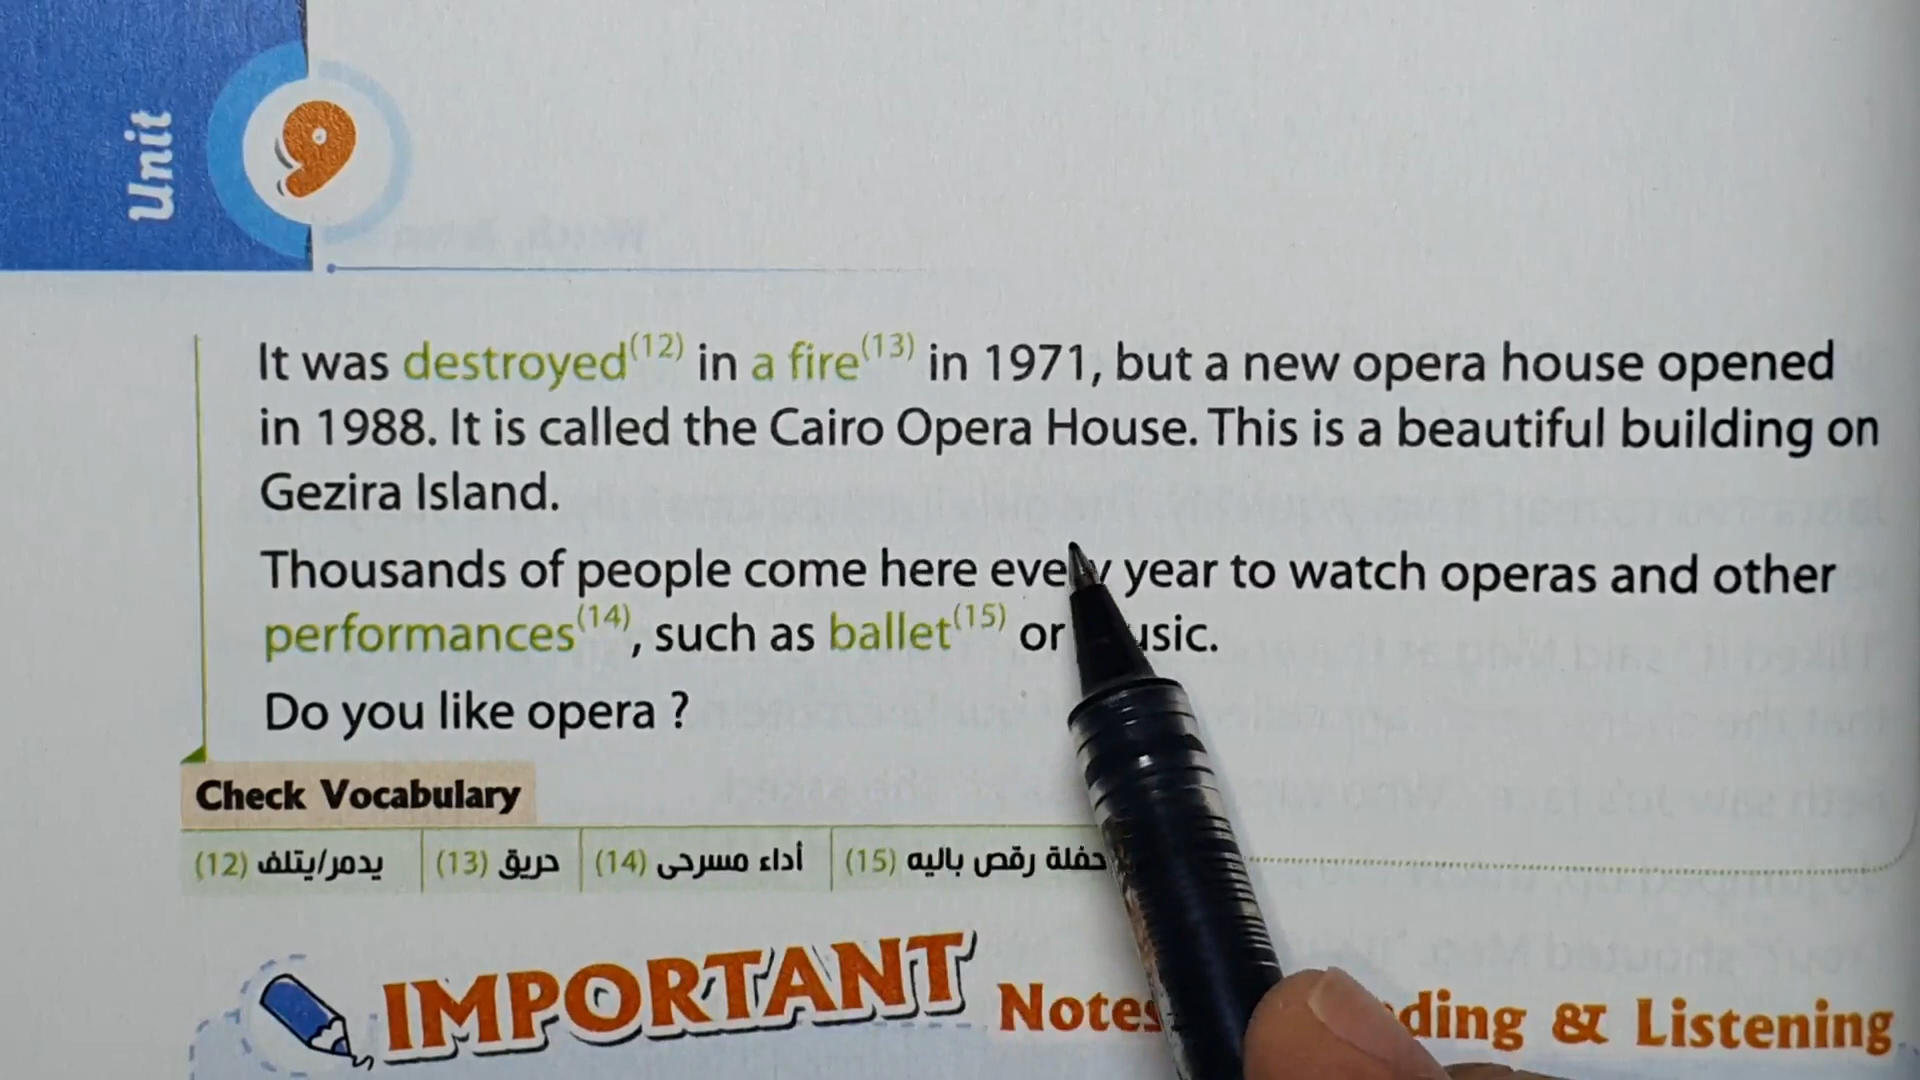 Unit
9
It was destroyed(12) in a fire(13) in 1971, but a new opera house opened
in 1988. It is called the Cairo Opera House. This is a beautiful building on
Gezira Island.
Thousands of people come here every year to watch operas and other
performances(14), such as ballet(15) or music.
Do you like opera ?
Check Vocabulary
(12) يدمر/يتلف (13) حريق (14) أداء مسرحى (15) حفلة رقص باليه
IMPORTANT Notes & Listening